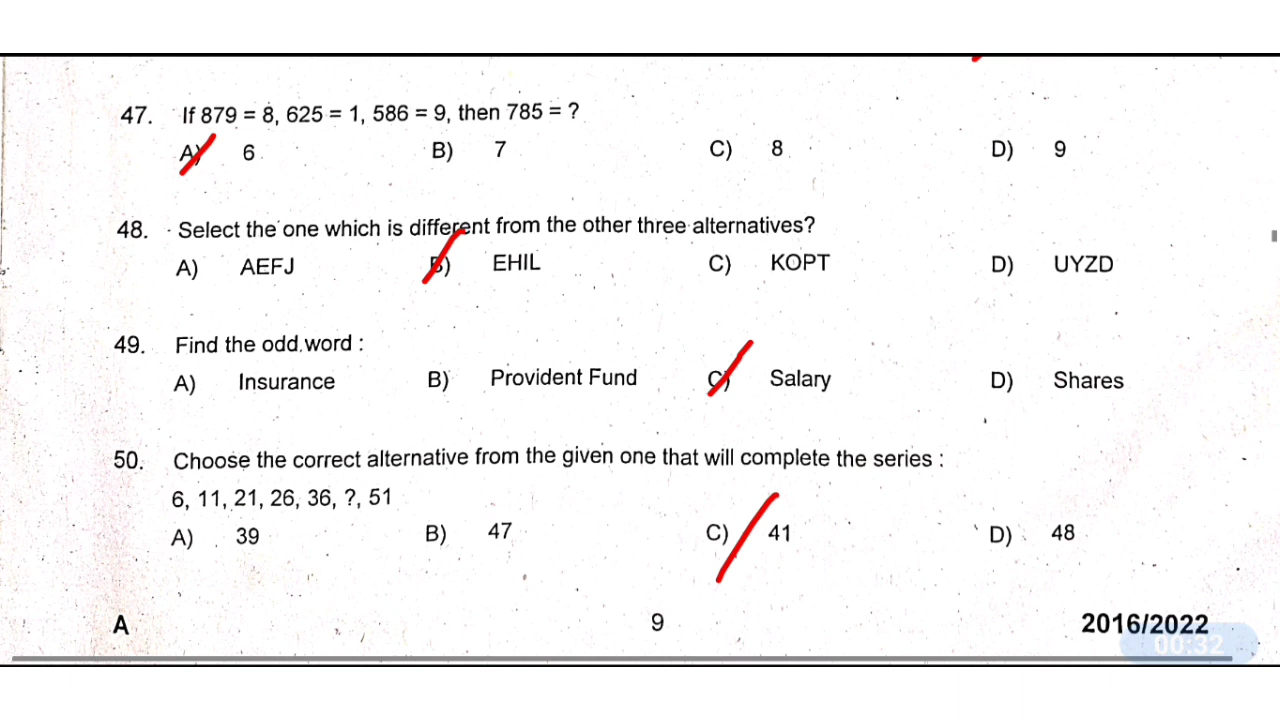 47. If 879 = 8, 625 = 1, 586 = 9, then 785 = ?
A) 6 B) 7 C) 8 D) 9
48. Select the one which is different from the other three alternatives?
A) AEFJ B) EHIL C) KOPT D) UYZD
49. Find the odd word :
A) Insurance B) Provident Fund C) Salary D) Shares
50. Choose the correct alternative from the given one that will complete the series :
6, 11, 21, 26, 36, ?, 51
A) 39 B) 47 C) 41 D) 48
A 9 2016/2022
00:32